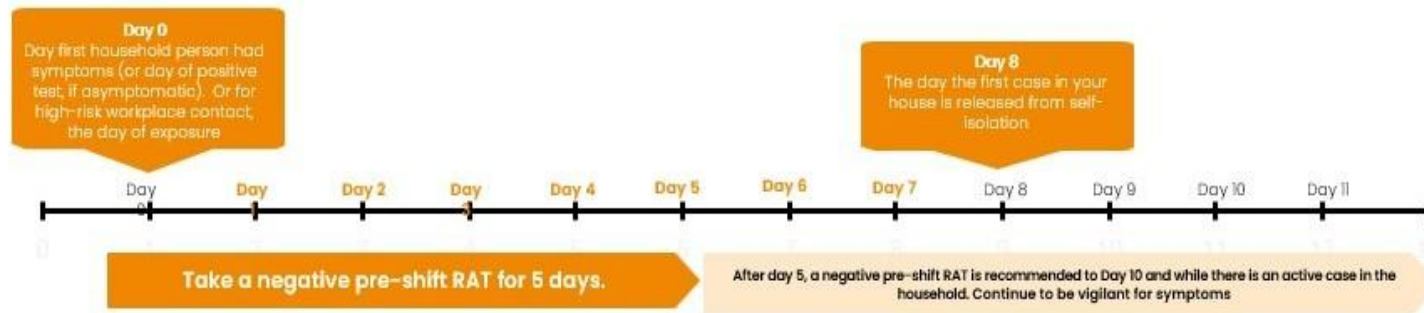 Day 0
Day first household person had
symptoms (or day of positive
test, if asymptomatic). Or for
high-risk workplace contact,
the day of exposure
Day 8
The day the first case in your
house is released from self-
isolation
Day 0 Day 1 Day 2 Day 3 Day 4 Day 5 Day 6 Day 7 Day 8 Day 9 Day 10 Day 11
Take a negative pre-shift RAT for 5 days.
After day 5, a negative pre-shift RAT is recommended to Day 10 and while there is an active case in the
household. Continue to be vigilant for symptoms